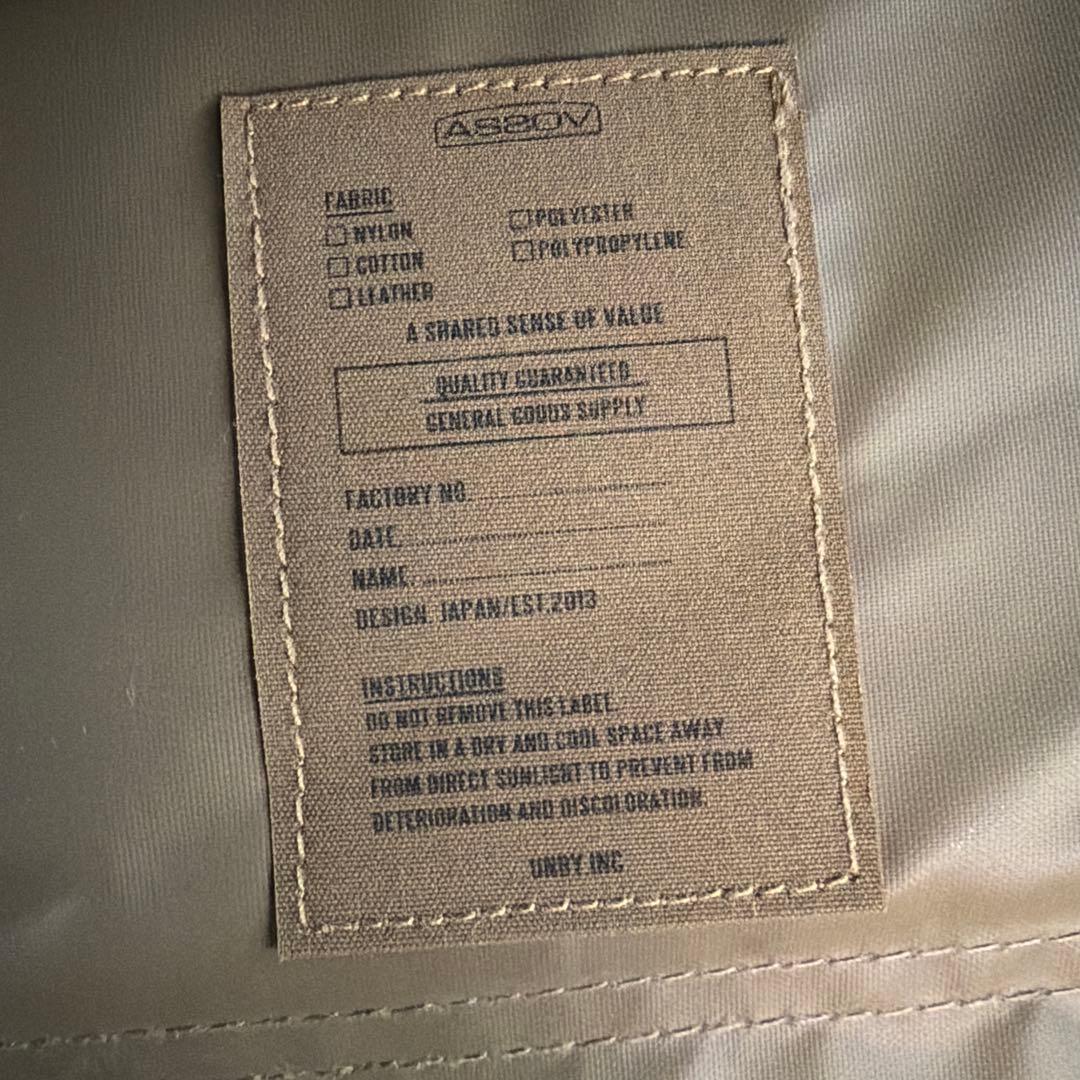 AS2OV
FABRIC
☐ NYLON ☐ POLYESTER
☐ COTTON ☐ POLYPROPYLENE
☐ LEATHER
A SHARED SENSE OF VALUE
QUALITY GUARANTEED
GENERAL GOODS SUPPLY
FACTORY NO.
DATE.
NAME.
DESIGN. JAPAN/EST.2013
INSTRUCTIONS
DO NOT REMOVE THIS LABEL.
STORE IN A DRY AND COOL SPACE AWAY
FROM DIRECT SUNLIGHT TO PREVENT FROM
DETERIORATION AND DISCOLORATION.
UNBY INC